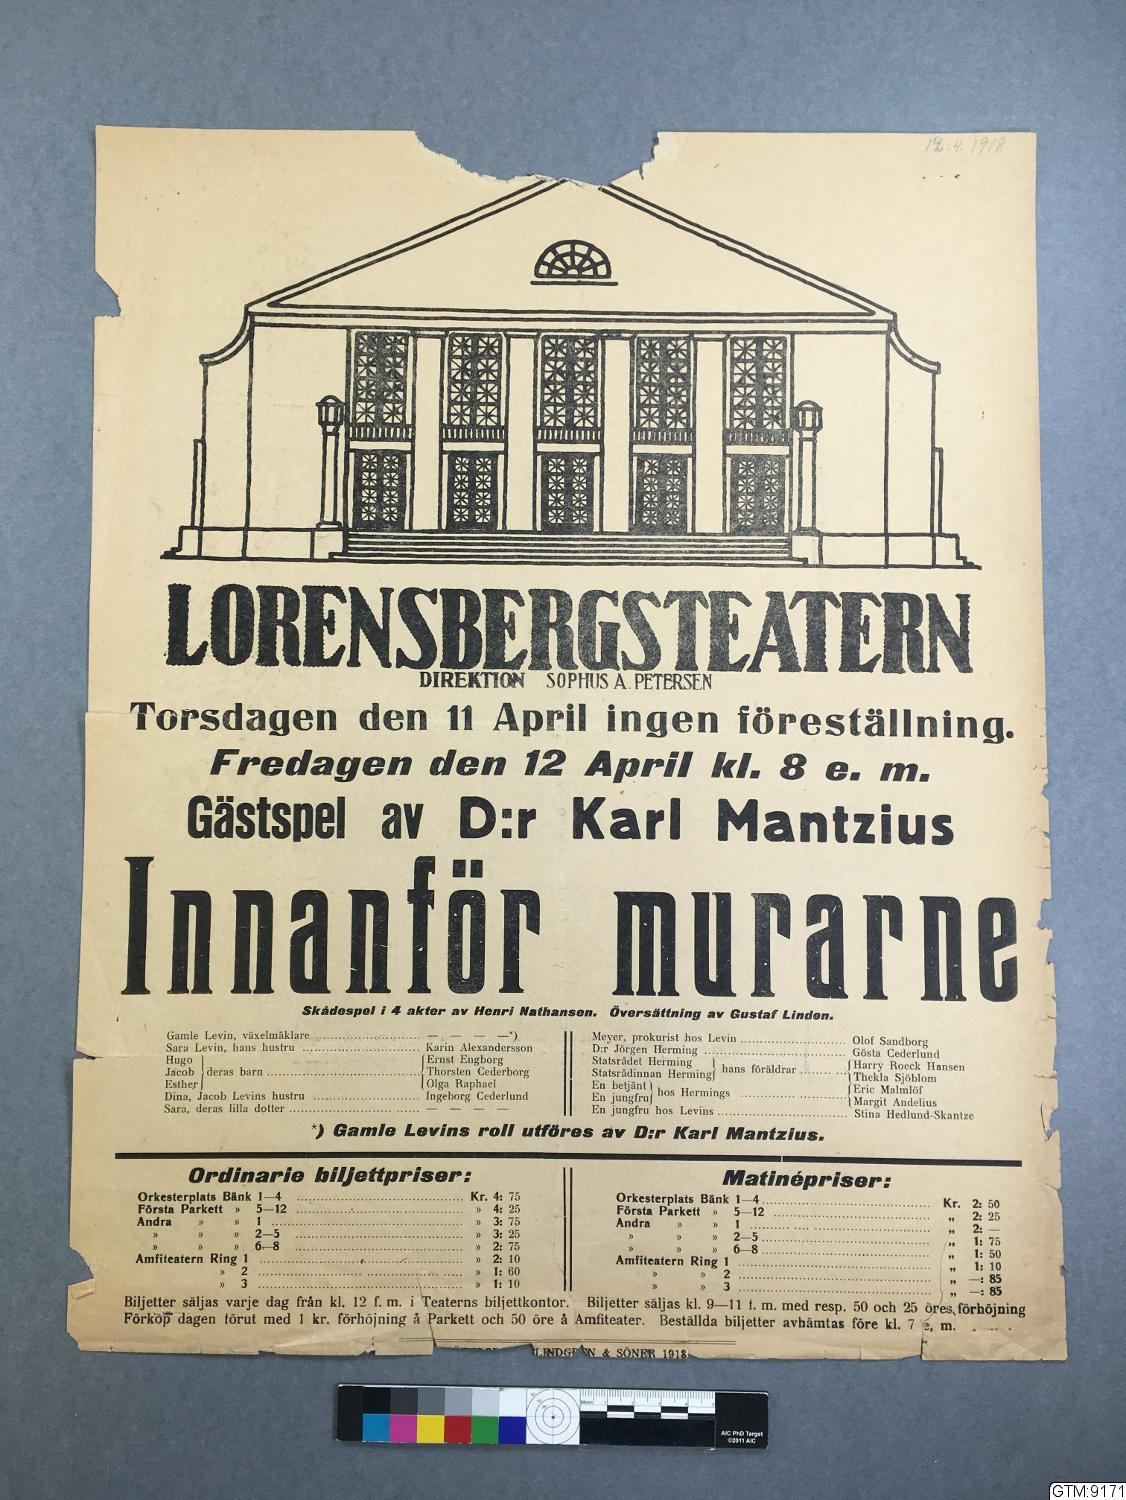 12.4.1918
LORENSBERGSTEATERN
DIREKTION SOPHUS A. PETERSEN
Torsdagen den 11 April ingen föreställning.
Fredagen den 12 April kl. 8 e. m.
Gästspel av D:r Karl Mantzius
Innanför murarne
Skådespel i 4 akter av Henri Nathansen. Översättning av Gustaf Linden.
Gamle Levin, växelmäklare — — — —*)
Sara Levin, hans hustru Karin Alexandersson
Hugo Ernst Engborg
Jacob deras barn Thorsten Cederborg
Esther Olga Raphael
Dina, Jacob Levins hustru Ingeborg Cederlund
Sara, deras lilla dotter — — — —
Meyer, prokurist hos Levin Olof Sandborg
D:r Jörgen Herming Gösta Cederlund
Statsrådet Herming Harry Roeck Hansen
Statsrådinnan Herming hans föräldrar Thekla Sjöblom
En betjänt Eric Malmlöf
En jungfru hos Hermings Margit Andelius
En jungfru hos Levins Stina Hedlund-Skantze
*) Gamle Levins roll utföres av D:r Karl Mantzius.
Ordinarie biljettpriser:
Orkesterplats Bänk 1—4 Kr. 4: 75
Första Parkett » 5—12 » 4: 25
Andra » » 1 » 3: 75
» » » 2—5 » 3: 25
» » » 6—8 » 2: 75
Amfiteatern Ring 1 » 2: 10
» 2 » 1: 60
» 3 » 1: 10
Matinépriser:
Orkesterplats Bänk 1—4 Kr. 2: 50
Första Parkett » 5—12 „ 2: 25
Andra » » 1 „ 2: —
» » » 2—5 „ 1: 75
» » » 6—8 „ 1: 50
Amfiteatern Ring 1 „ 1: 10
» » 2 „ —: 85
» » 3 „ —: 85
Biljetter säljas varje dag från kl. 12 f. m. i Teaterns biljettkontor. Biljetter säljas kl. 9—11 f. m. med resp. 50 och 25 öres förhöjning
Förköp dagen förut med 1 kr. förhöjning å Parkett och 50 öre å Amfiteater. Beställda biljetter avhämtas före kl. 7 e. m.
LINDGREN & SÖNER 1918
AIC PhD Target
©2011 AIC
GTM:9171